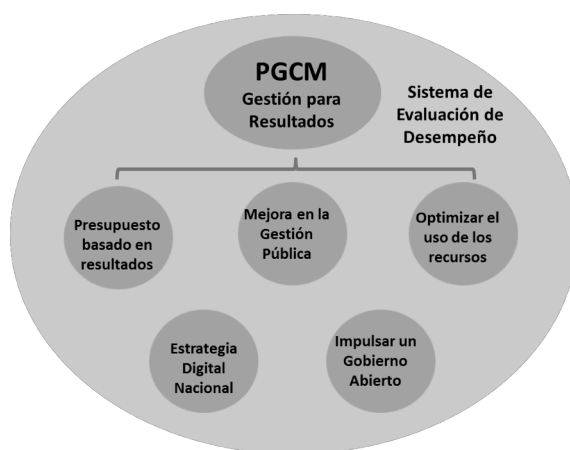 PGCM
Gestión para
Resultados
Sistema de
Evaluación de
Desempeño
Presupuesto
basado en
resultados
Mejora en la
Gestión
Pública
Optimizar el
uso de los
recursos
Estrategia
Digital
Nacional
Impulsar un
Gobierno
Abierto